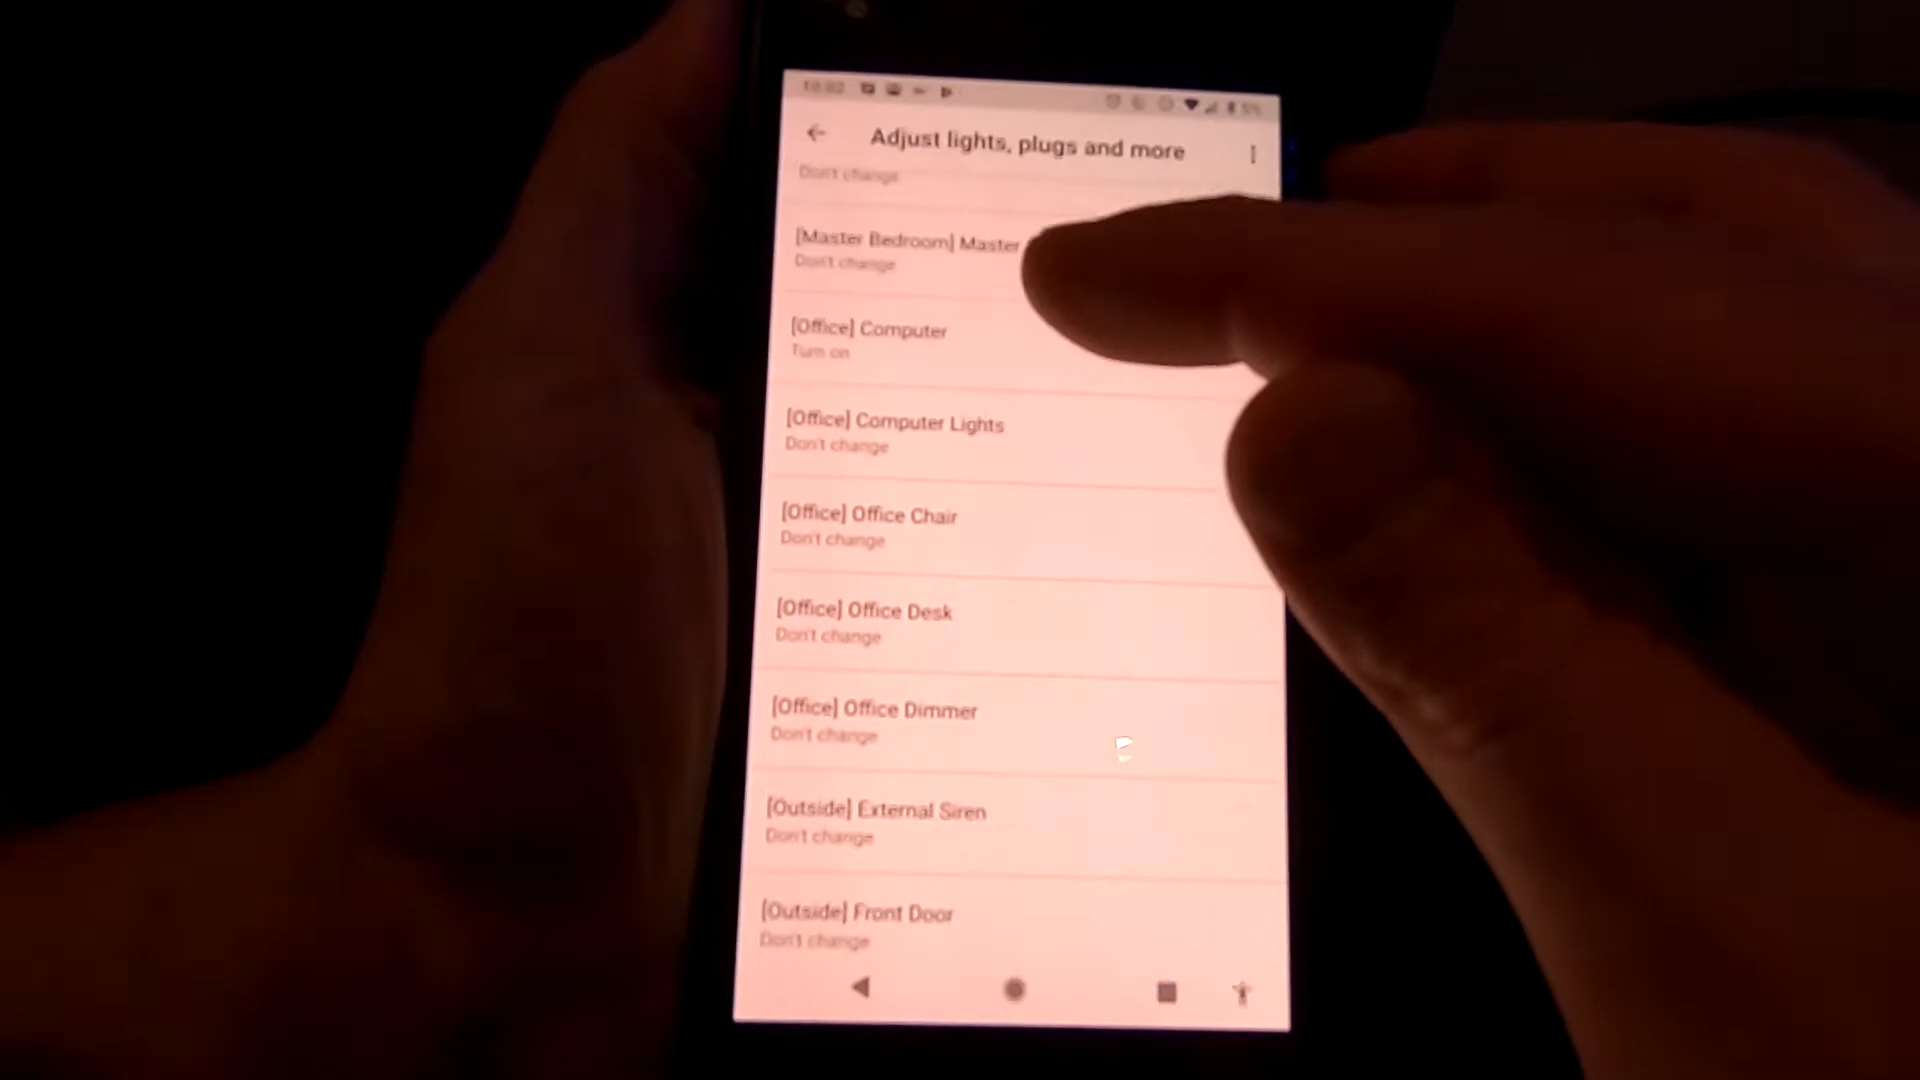 Adjust lights, plugs and more
Don't change
[Master Bedroom] Master
Don't change
[Office] Computer
Turn on
[Office] Computer Lights
Don't change
[Office] Office Chair
Don't change
[Office] Office Desk
Don't change
[Office] Office Dimmer
Don't change
[Outside] External Siren
Don't change
[Outside] Front Door
Don't change